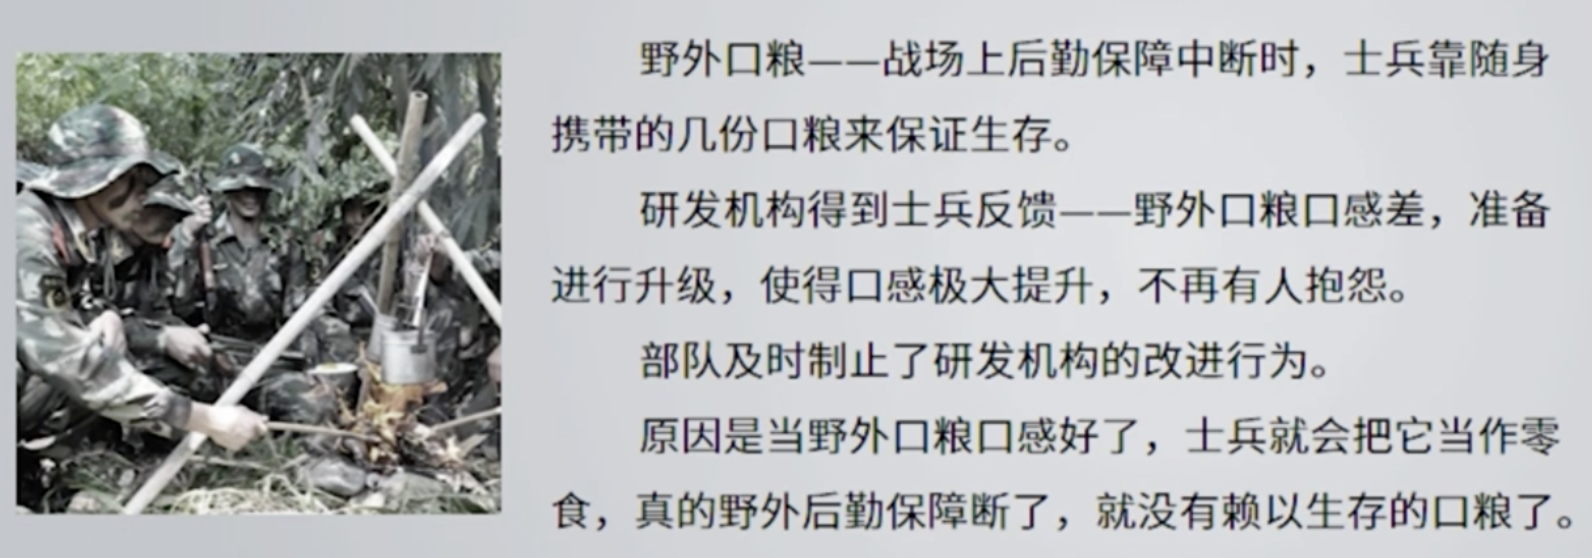 野外口粮——战场上后勤保障中断时，士兵靠随身
携带的几份口粮来保证生存。
研发机构得到士兵反馈——野外口粮口感差，准备
进行升级，使得口感极大提升，不再有人抱怨。
部队及时制止了研发机构的改进行为。
原因是当野外口粮口感好了，士兵就会把它当作零
食，真的野外后勤保障断了，就没有赖以生存的口粮了。